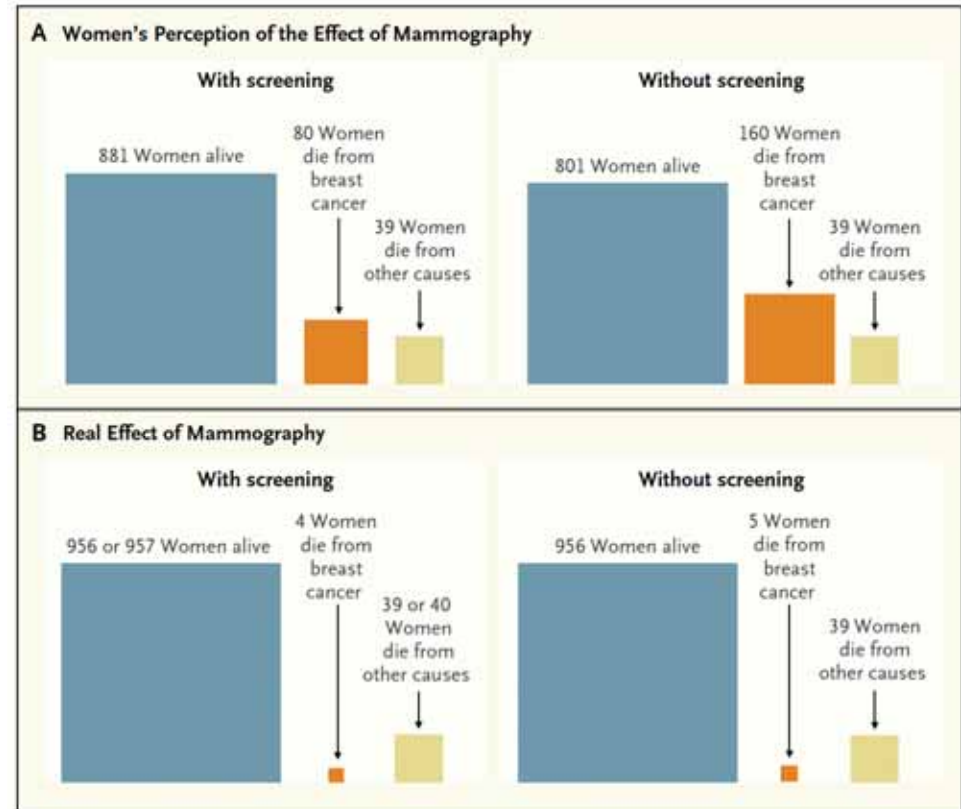 A Women's Perception of the Effect of Mammography
With screening
881 Women alive
80 Women
die from
breast
cancer
39 Women
die from
other causes
Without screening
801 Women alive
160 Women
die from
breast
cancer
39 Women
die from
other causes
B Real Effect of Mammography
With screening
956 or 957 Women alive
4 Women
die from
breast
cancer
39 or 40
Women
die from
other causes
Without screening
956 Women alive
5 Women
die from
breast
cancer
39 Women
die from
other causes